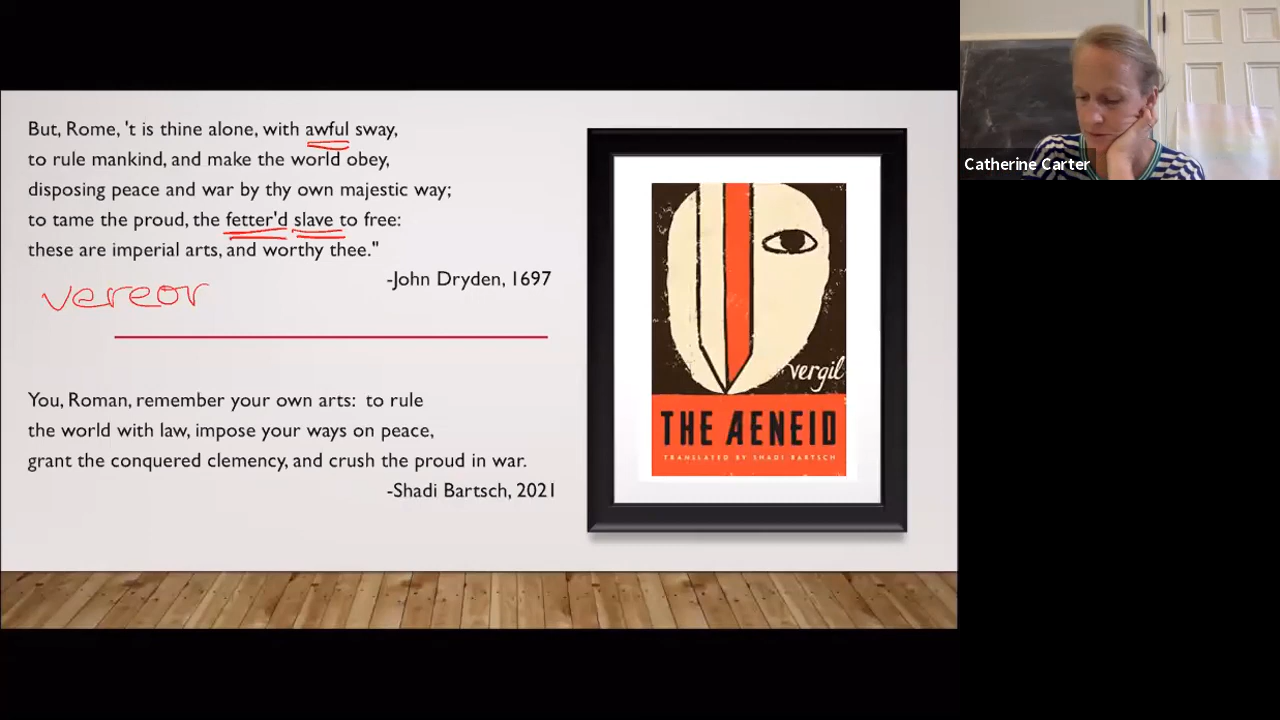 But, Rome, 't is thine alone, with awful sway,
to rule mankind, and make the world obey,
disposing peace and war by thy own majestic way;
to tame the proud, the fetter'd slave to free:
these are imperial arts, and worthy thee."
-John Dryden, 1697
vereor
You, Roman, remember your own arts: to rule
the world with law, impose your ways on peace,
grant the conquered clemency, and crush the proud in war.
-Shadi Bartsch, 2021
vergil
THE AENEID
TRANSLATED BY SHADI BARTSCH
Catherine Carter